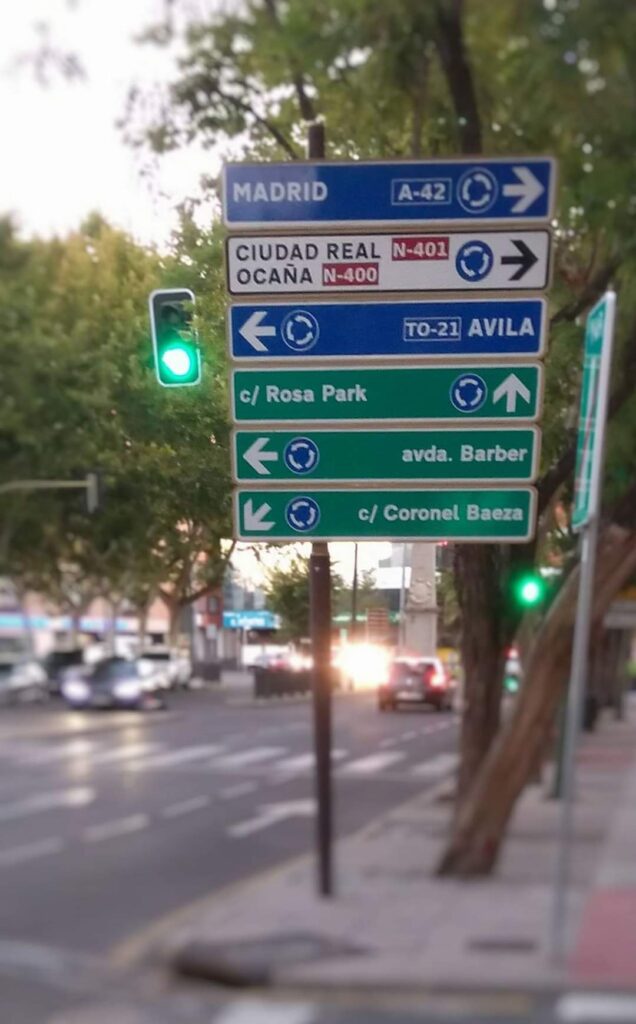 MADRID A-42
CIUDAD REAL N-401
OCAÑA N-400
TO-21 AVILA
c/ Rosa Park
avda. Barber
c/ Coronel Baeza